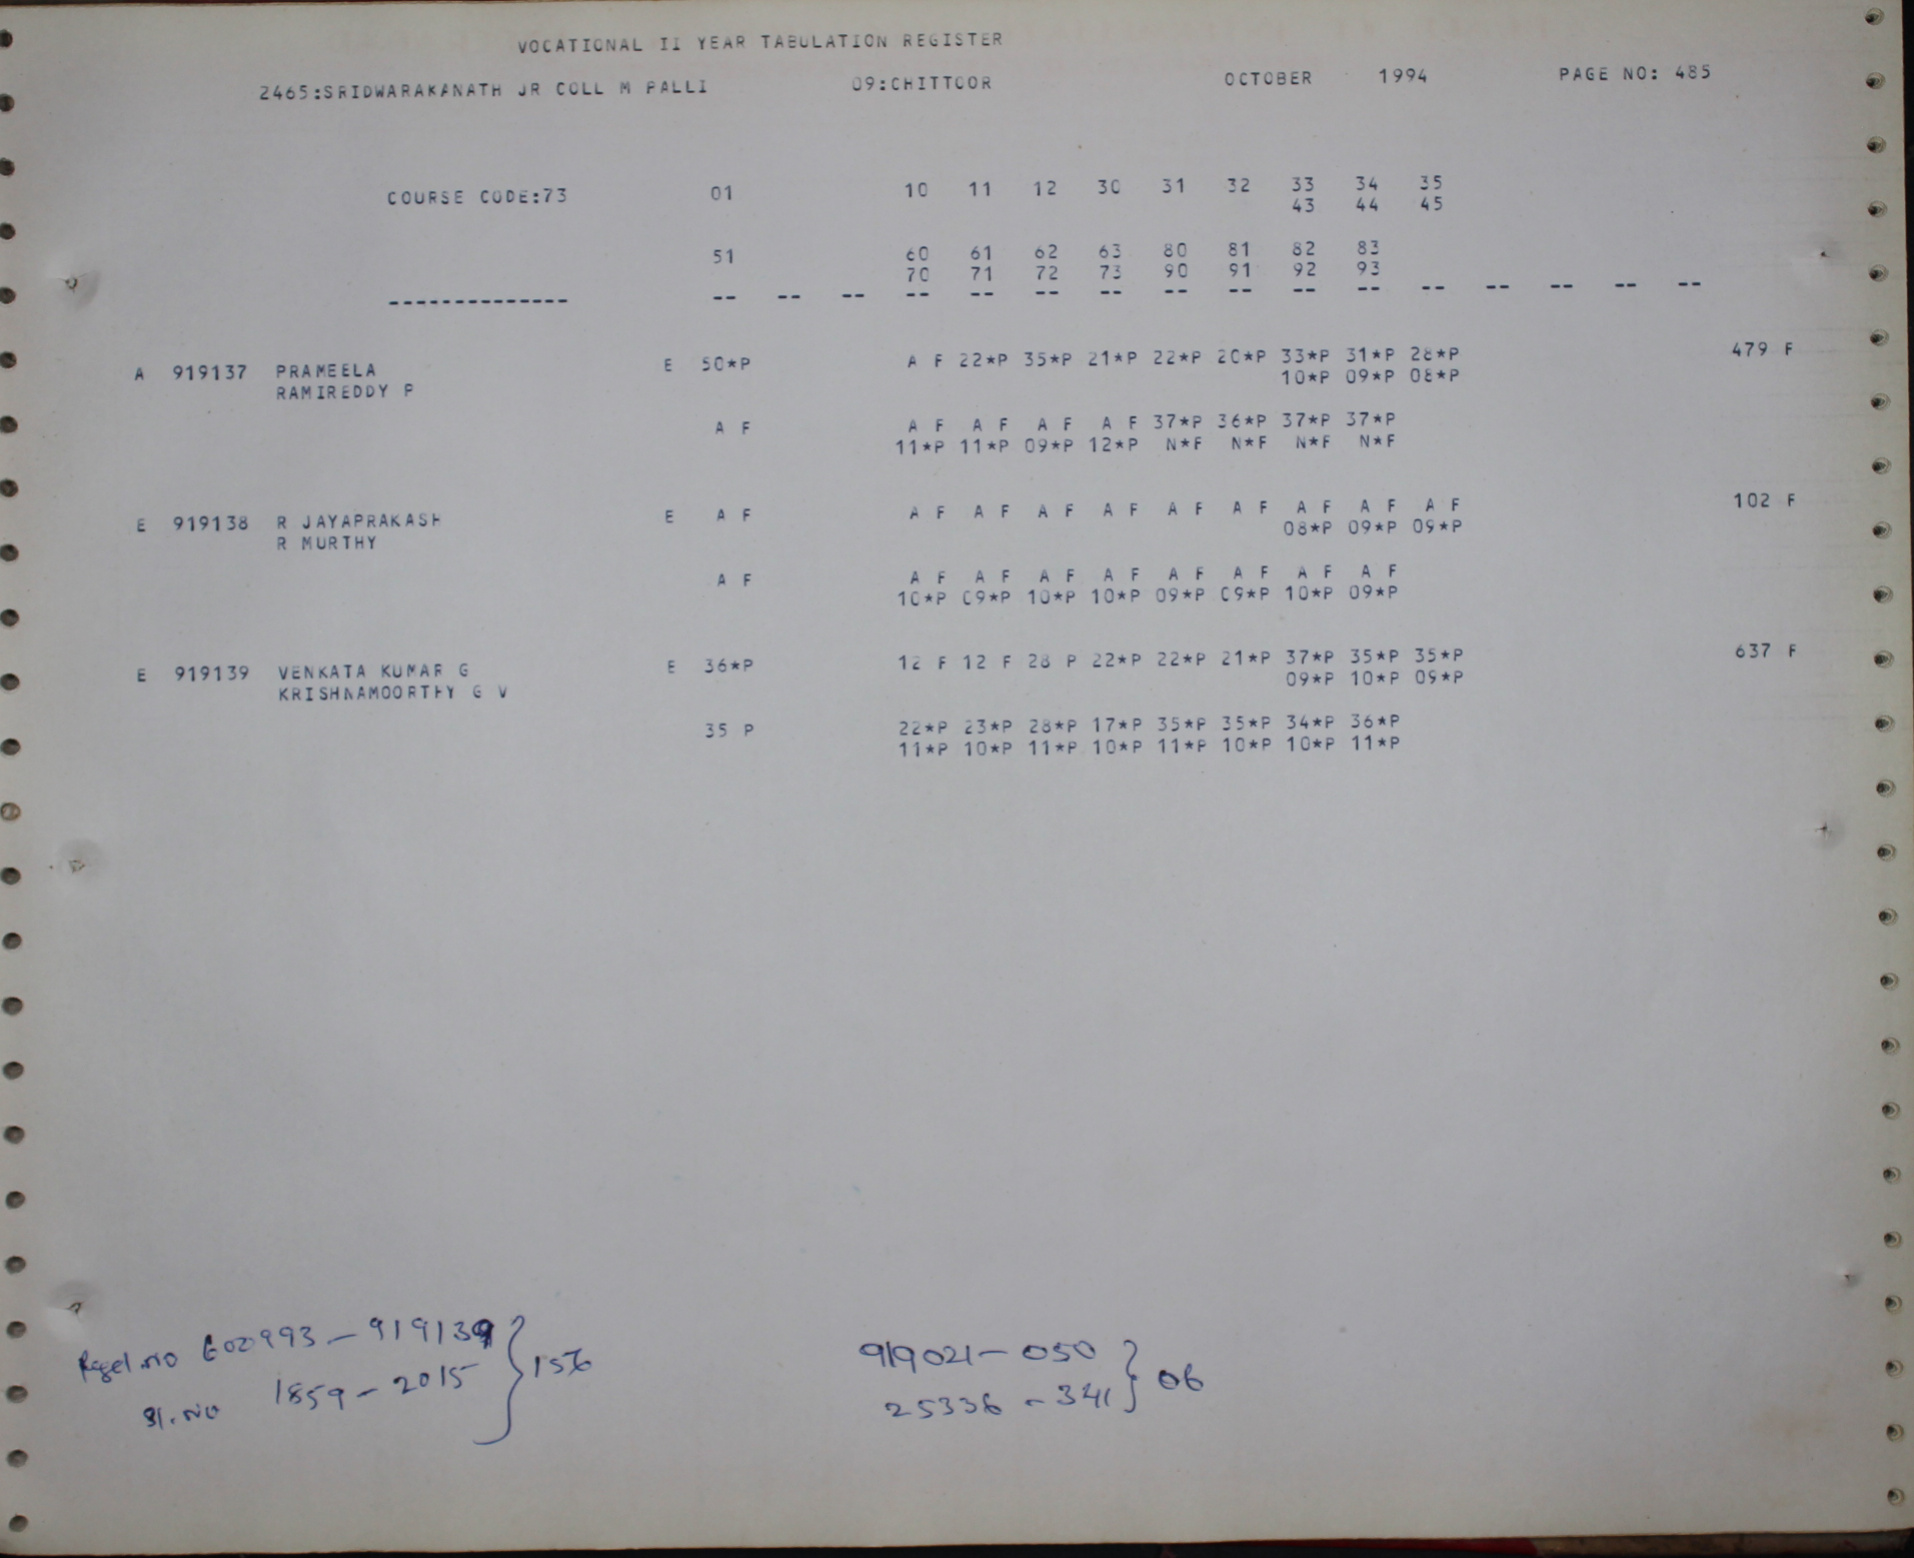 VOCATIONAL II YEAR TABULATION REGISTER
2465:SRIDWARAKANATH JR COLL M PALLI 09:CHITTOOR OCTOBER 1994 PAGE NO: 485
COURSE CODE:73 01 10 11 12 30 31 32 33 34 35
43 44 45
51 60 61 62 63 80 81 82 83
70 71 72 73 90 91 92 93
-------------- -- -- -- -- -- -- -- -- -- -- -- -- -- -- -- --
A 919137 PRAMEELA E 50*P A F 22*P 35*P 21*P 22*P 20*P 33*P 31*P 28*P 479 F
RAMIREDDY P 10*P 09*P 08*P
A F A F A F A F A F 37*P 36*P 37*P 37*P
11*P 11*P 09*P 12*P N*F N*F N*F N*F
E 919138 R JAYAPRAKASH E A F A F A F A F A F A F A F A F A F A F 102 F
R MURTHY 08*P 09*P 09*P
A F A F A F A F A F A F A F A F A F
10*P 09*P 10*P 10*P 09*P 09*P 10*P 09*P
E 919139 VENKATA KUMAR G E 36*P 12 F 12 F 28 P 22*P 22*P 21*P 37*P 35*P 35*P 637 F
KRISHNAMOORTHY G V 09*P 10*P 09*P
35 P 22*P 23*P 28*P 17*P 35*P 35*P 34*P 36*P
11*P 10*P 11*P 10*P 11*P 10*P 10*P 11*P
993 - 919139
Sl. No 1859 - 2015
919021 - 050
25336 - 341 } 06